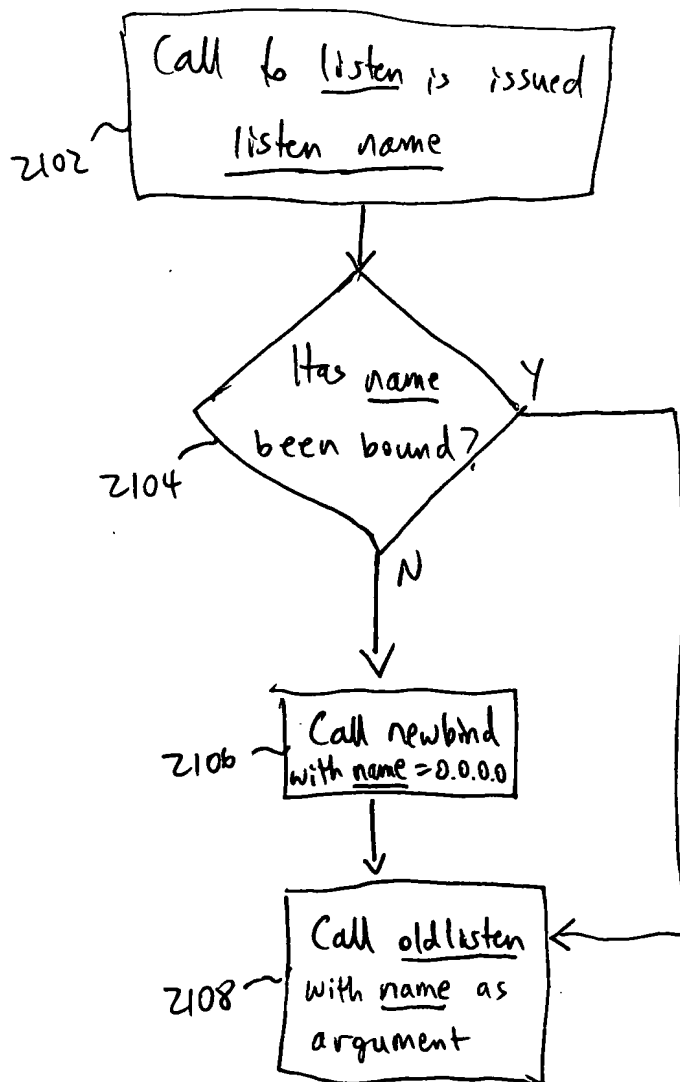 Call to listen is issued
listen name
2102
Has name
been bound?
Y
2104
N
Call newbind
with name = 0.0.0.0
2106
Call oldlisten
with name as
argument
2108